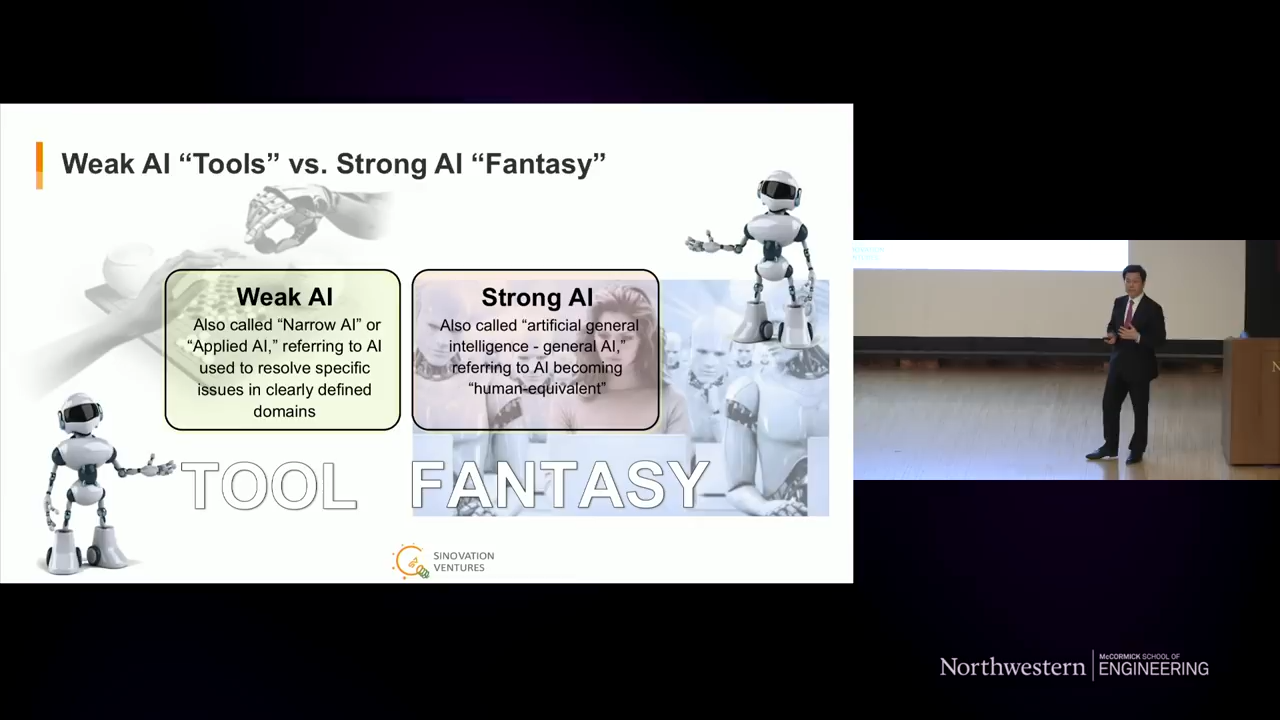 Weak AI “Tools” vs. Strong AI “Fantasy”
Weak AI
Also called “Narrow AI” or
“Applied AI,” referring to AI
used to resolve specific
issues in clearly defined
domains
Strong AI
Also called “artificial general
intelligence - general AI,”
referring to AI becoming
“human-equivalent”
TOOL
FANTASY
SINOVATION
VENTURES
Northwestern
McCORMICK SCHOOL OF
ENGINEERING